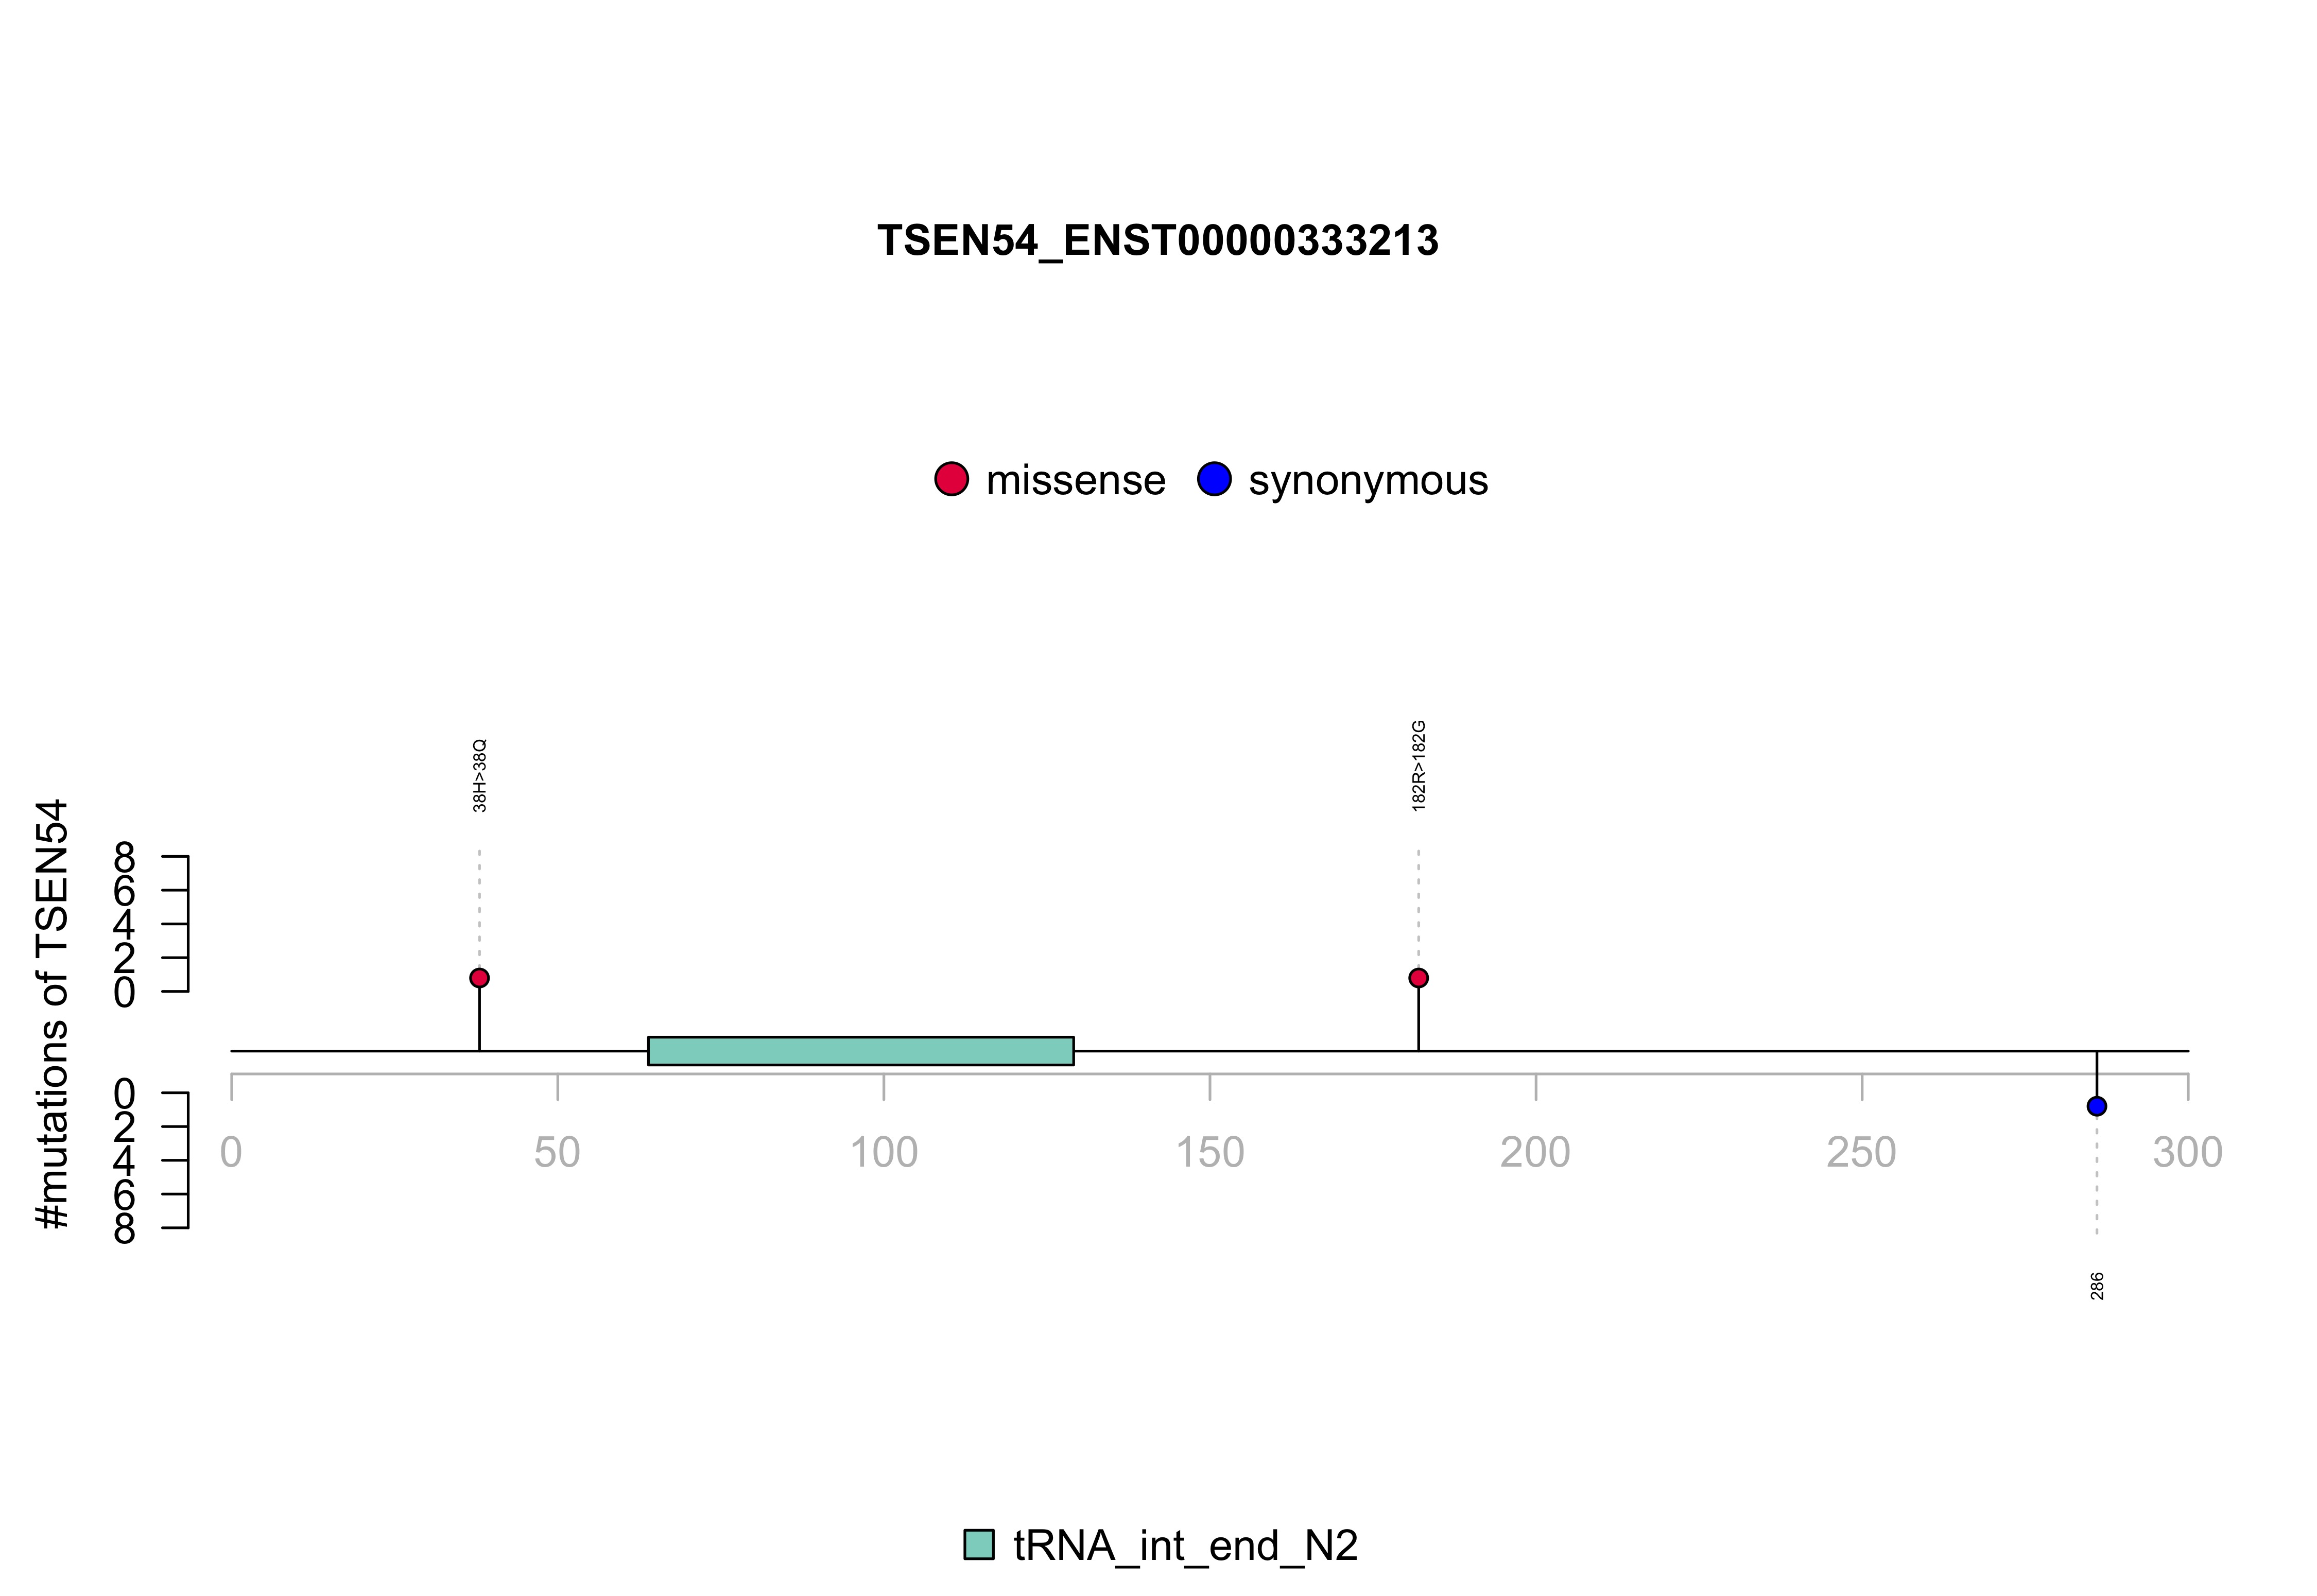 TSEN54_ENST00000333213
missense synonymous
38H>38Q
182R>182G
#mutations of TSEN54
8
6
4
2
0
0
2
4
6
8
0 50 100 150 200 250 300
286
tRNA_int_end_N2